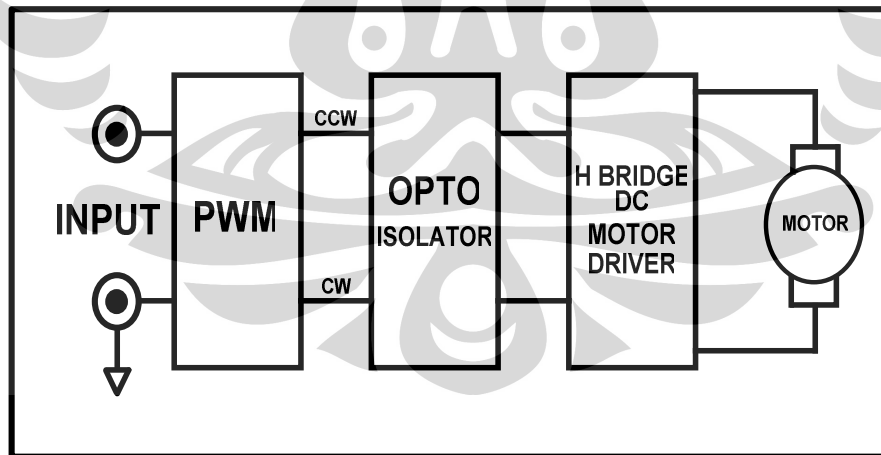 INPUT
PWM
CCW
CW
OPTO
ISOLATOR
H BRIDGE
DC
MOTOR
DRIVER
MOTOR